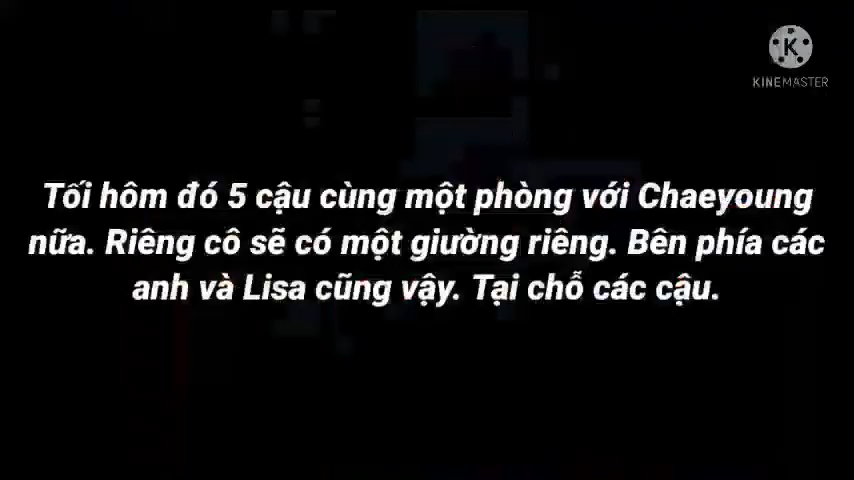 KINEMASTER
Tối hôm đó 5 cậu cùng một phòng với Chaeyoung
nữa. Riêng cô sẽ có một giường riêng. Bên phía các
anh và Lisa cũng vậy. Tại chỗ các cậu.